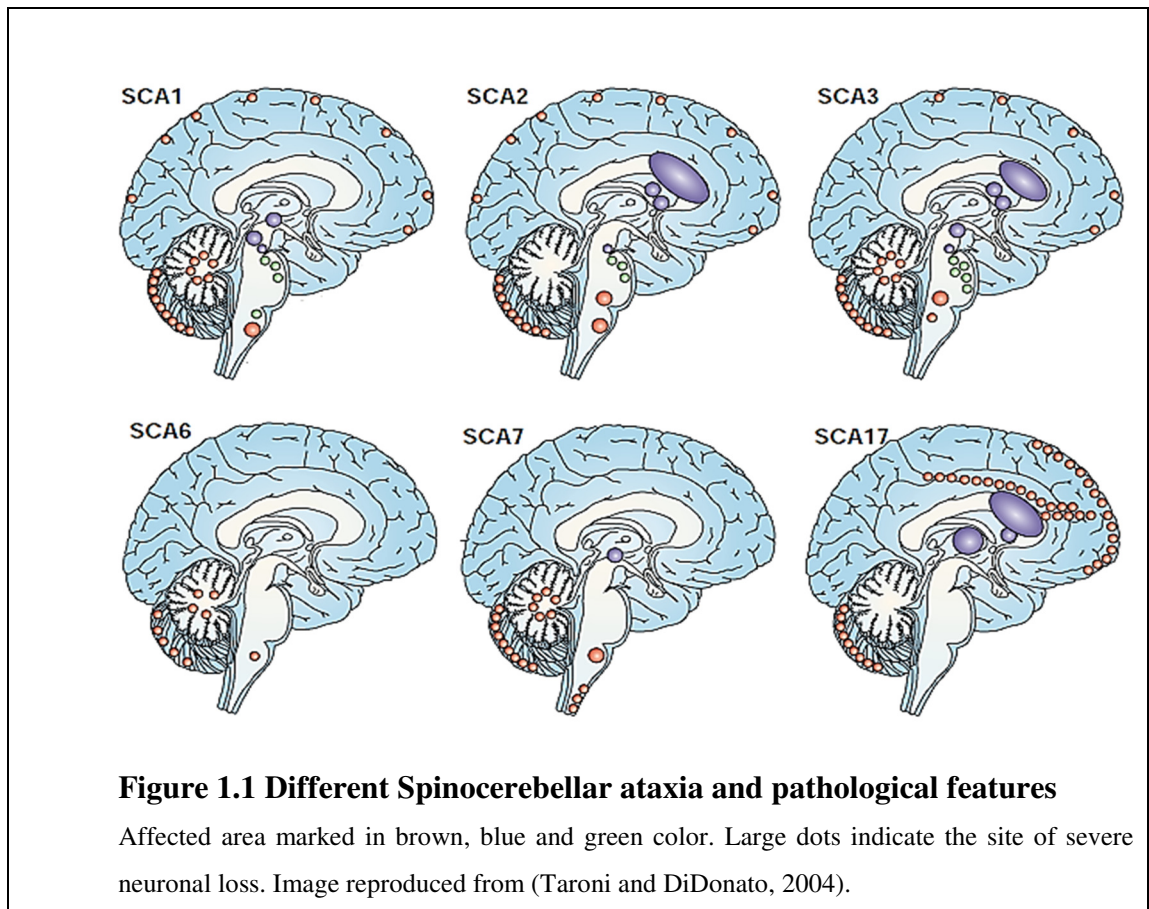 SCA1
SCA2
SCA3
SCA6
SCA7
SCA17
Figure 1.1 Different Spinocerebellar ataxia and pathological features
Affected area marked in brown, blue and green color. Large dots indicate the site of severe
neuronal loss. Image reproduced from (Taroni and DiDonato, 2004).